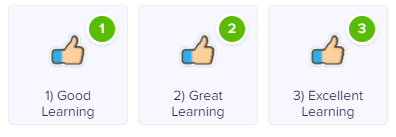 1
1) Good
Learning
2
2) Great
Learning
3
3) Excellent
Learning